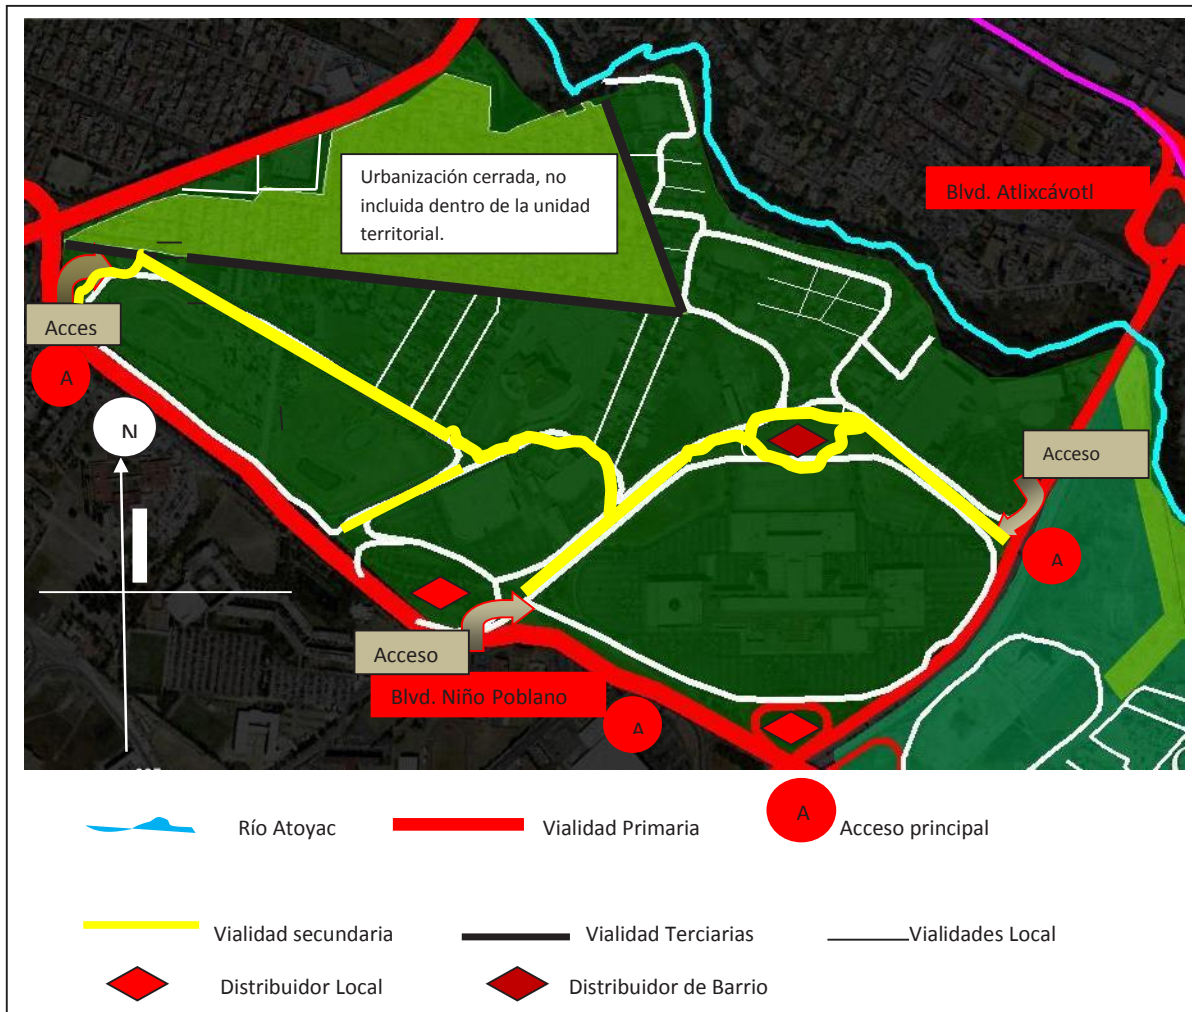 Urbanización cerrada, no
incluida dentro de la unidad
territorial.
Blvd. Atlixcávotl
Acces
A
N
Acceso
A
Acceso
Blvd. Niño Poblano
A
Río Atoyac
Vialidad Primaria
A
Acceso principal
Vialidad secundaria
Vialidad Terciarias
Vialidades Local
Distribuidor Local
Distribuidor de Barrio